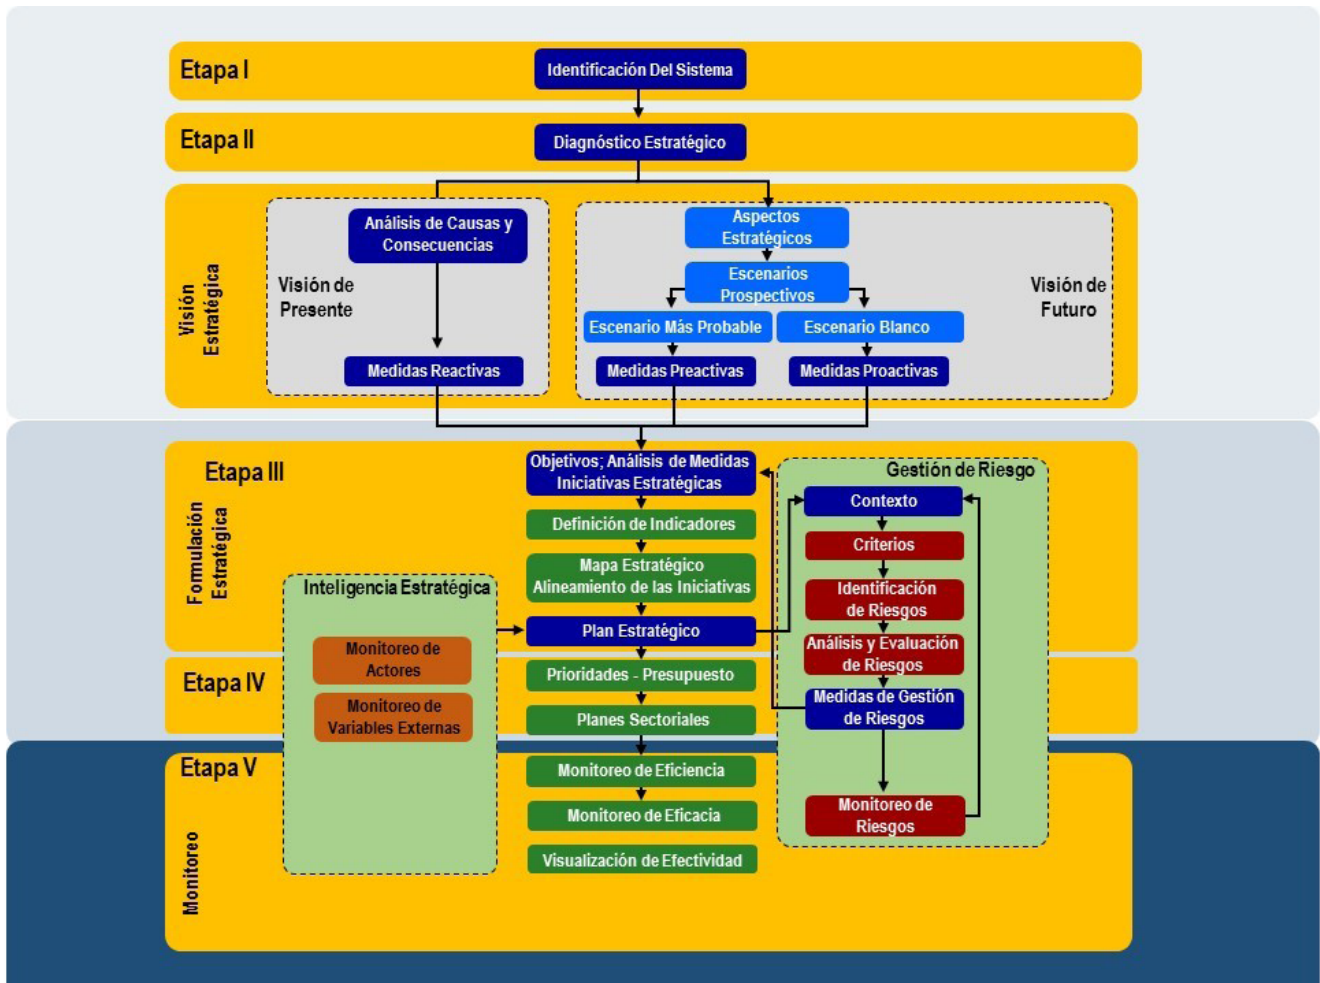 Etapa I
Identificación Del Sistema
Etapa II
Diagnóstico Estratégico
Visión
Estratégica
Visión de
Presente
Análisis de Causas y
Consecuencias
Medidas Reactivas
Aspectos
Estratégicos
Escenarios
Prospectivos
Visión de
Futuro
Escenario Más Probable
Escenario Blanco
Medidas Preactivas
Medidas Proactivas
Etapa III
Formulación
Estratégica
Objetivos; Análisis de Medidas
Iniciativas Estratégicas
Definición de Indicadores
Mapa Estratégico
Alineamiento de las Iniciativas
Plan Estratégico
Inteligencia Estratégica
Monitoreo de
Actores
Monitoreo de
Variables Externas
Gestión de Riesgo
Contexto
Criterios
Identificación
de Riesgos
Análisis y Evaluación
de Riesgos
Medidas de Gestión
de Riesgos
Monitoreo de
Riesgos
Etapa IV
Prioridades - Presupuesto
Planes Sectoriales
Etapa V
Monitoreo
Monitoreo de Eficiencia
Monitoreo de Eficacia
Visualización de Efectividad